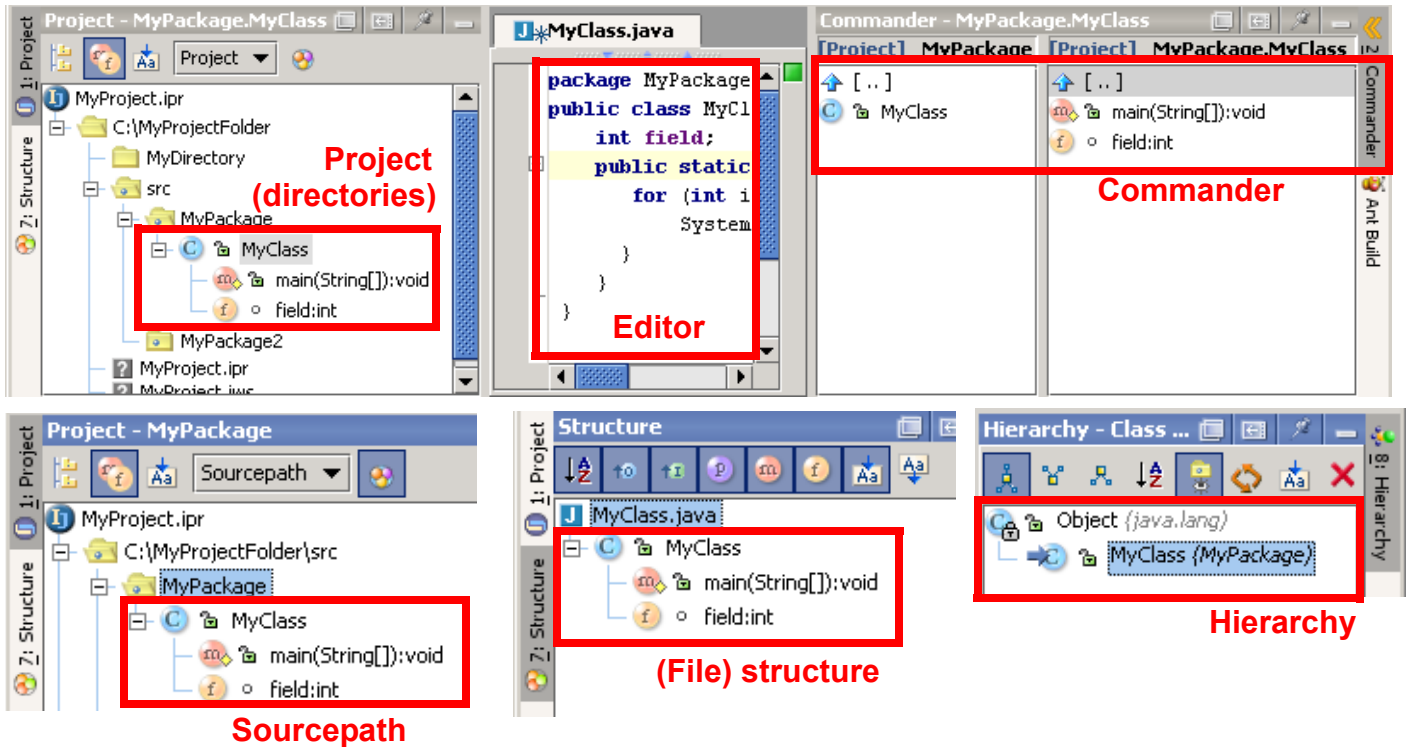 1: Project
7: Structure
Project - MyPackage.MyClass
Project
MyProject.ipr
C:\MyProjectFolder
MyDirectory
src
MyPackage
MyClass
main(String[]):void
field:int
MyPackage2
MyProject.ipr
MyProject.iws
Project
(directories)
MyClass.java
package MyPackage
public class MyCl
int field;
public static
for (int i
System
}
}
}
Editor
Commander - MyPackage.MyClass
[Project] MyPackage
[..]
MyClass
[Project] MyPackage.MyClass
[..]
main(String[]):void
field:int
Commander
2 Commander
Ant Build
1: Project
7: Structure
Project - MyPackage
Sourcepath
MyProject.ipr
C:\MyProjectFolder\src
MyPackage
MyClass
main(String[]):void
field:int
Sourcepath
1: Project
7: Structure
Structure
MyClass.java
MyClass
main(String[]):void
field:int
(File) structure
Hierarchy - Class ...
Object (java.lang)
MyClass (MyPackage)
8: Hierarchy
Hierarchy